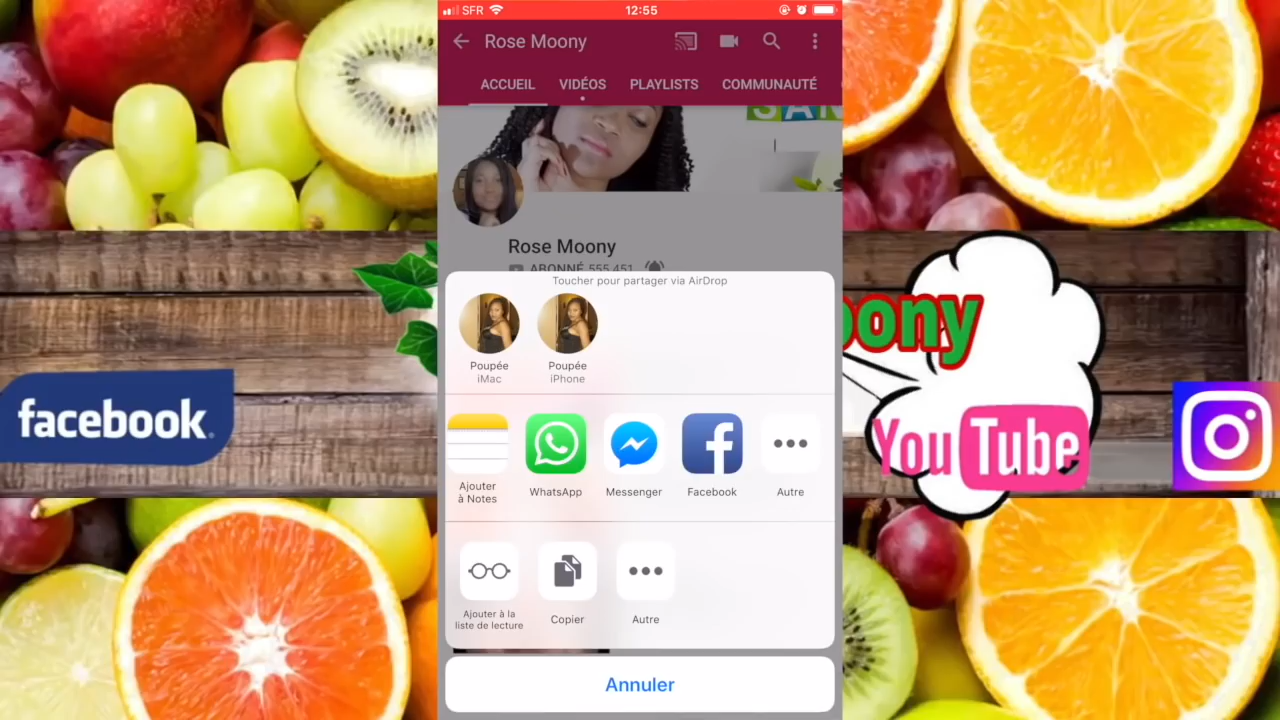 SFR
12:55
Rose Moony
ACCUEIL
VIDÉOS
PLAYLISTS
COMMUNAUTÉ
Rose Moony
ABONNÉ 555 451
Toucher pour partager via AirDrop
Poupée
iMac
Poupée
iPhone
Ajouter
à Notes
WhatsApp
Messenger
Facebook
Autre
Ajouter à la
liste de lecture
Copier
Autre
Annuler
facebook.
oony
YouTube